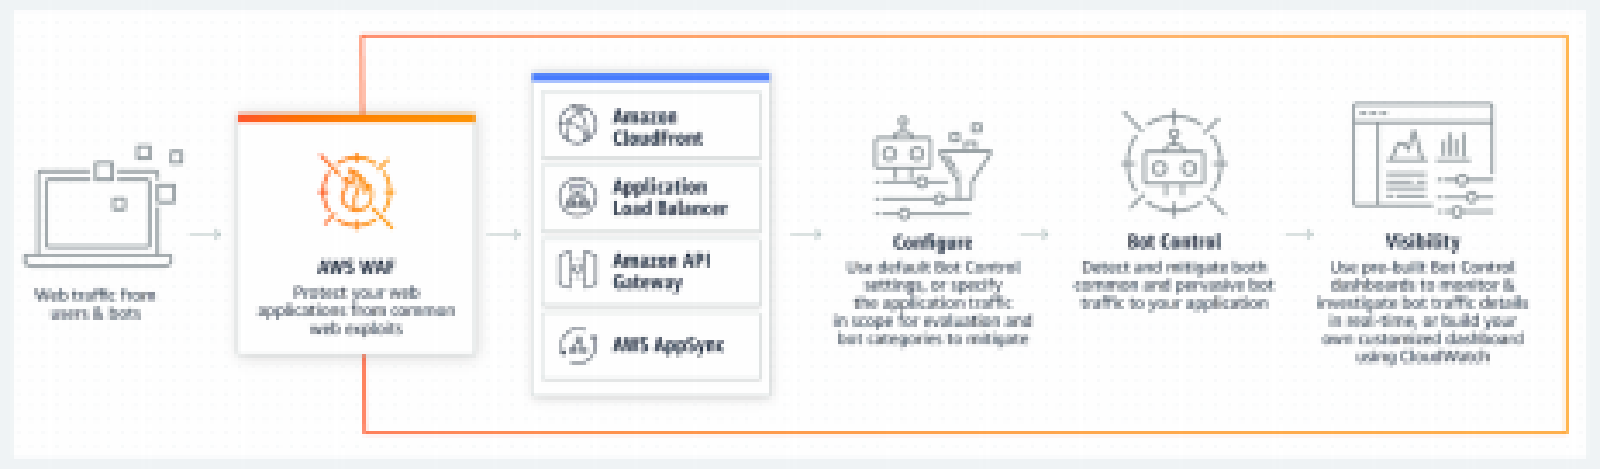 Web traffic from
users & bots
AWS WAF
Protect your web
applications from common
web exploits
Amazon
CloudFront
Application
Load Balancer
Amazon API
Gateway
AWS AppSync
Configure
Use default Bot Control
settings, or specify
the application traffic
in scope for evaluation and
bot categories to mitigate
Bot Control
Detect and mitigate both
common and pervasive bot
traffic to your application
Visibility
Use pre-built Bot Control
dashboards to monitor &
investigate bot traffic details
in real-time, or build your
own customized dashboard
using CloudWatch